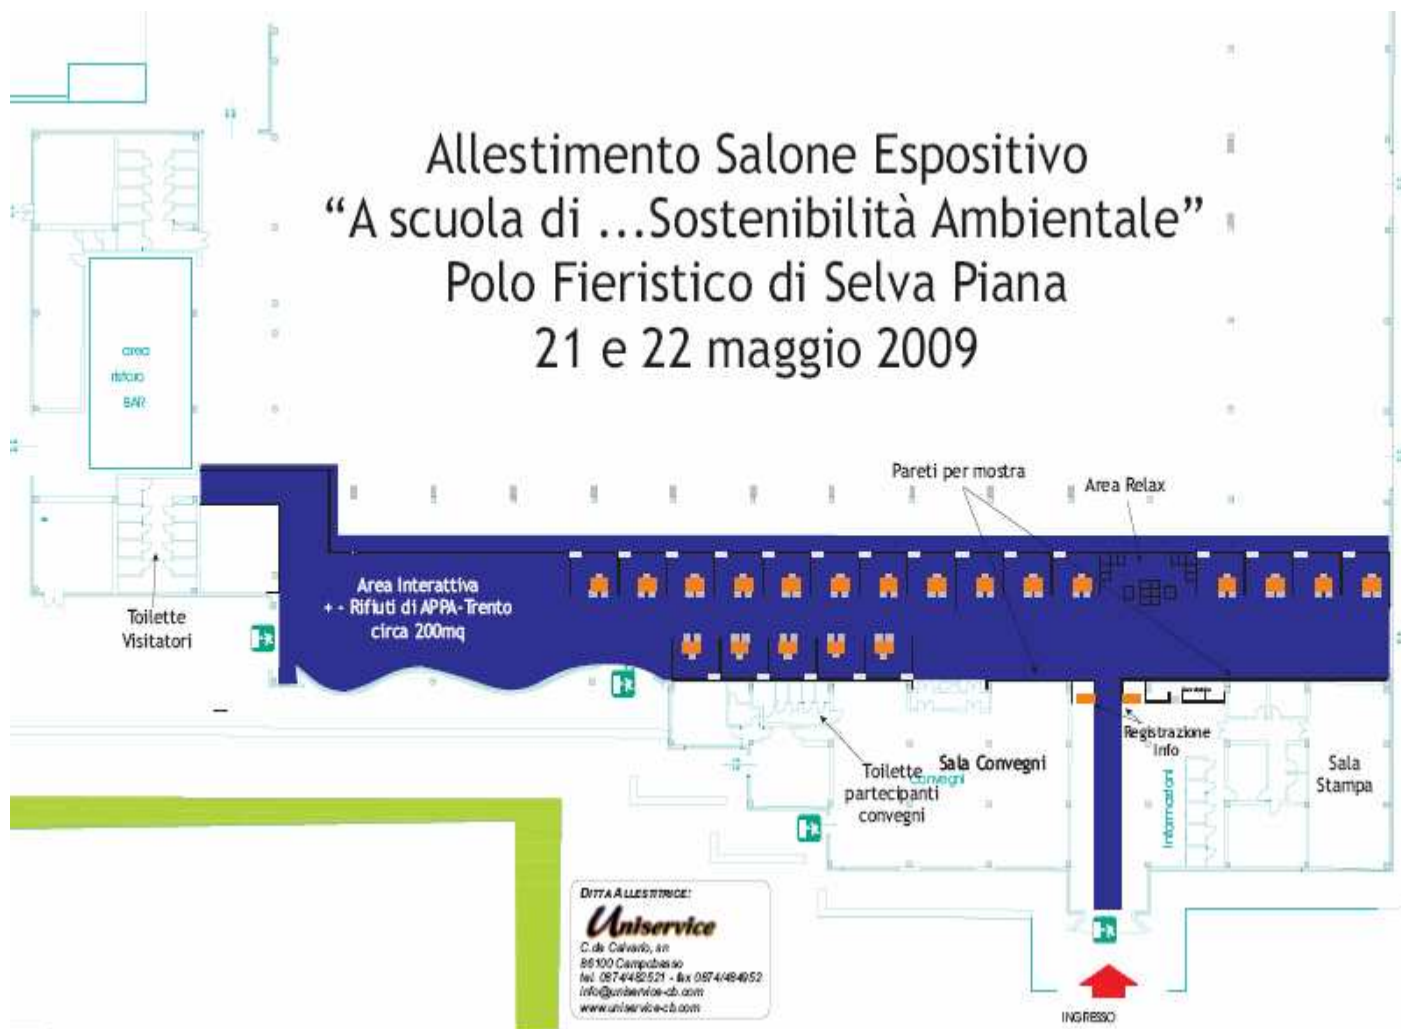 Allestimento Salone Espositivo
“A scuola di ...Sostenibilità Ambientale”
Polo Fieristico di Selva Piana
21 e 22 maggio 2009
area
ristoro
BAR
Pareti per mostra
Area Relax
Area Interattiva
+ - Rifiuti di APPA-Trento
circa 200mq
Toilette
Visitatori
Registrazione
Info
Sala Convegni
Convegni
Toilette
partecipanti
convegni
Informazioni
Sala
Stampa
DITTA ALLESTITRICE:
Uniservice
C.da Calvario, sn
86100 Campobasso
tel. 0874/482521 - fax 0874/484952
info@uniservice-cb.com
www.uniservice-cb.com
INGRESSO